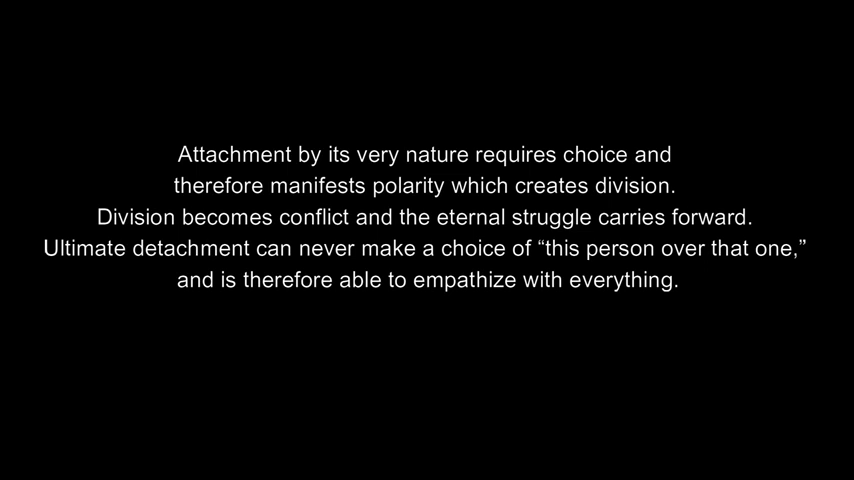 Attachment by its very nature requires choice and
therefore manifests polarity which creates division.
Division becomes conflict and the eternal struggle carries forward.
Ultimate detachment can never make a choice of “this person over that one,”
and is therefore able to empathize with everything.